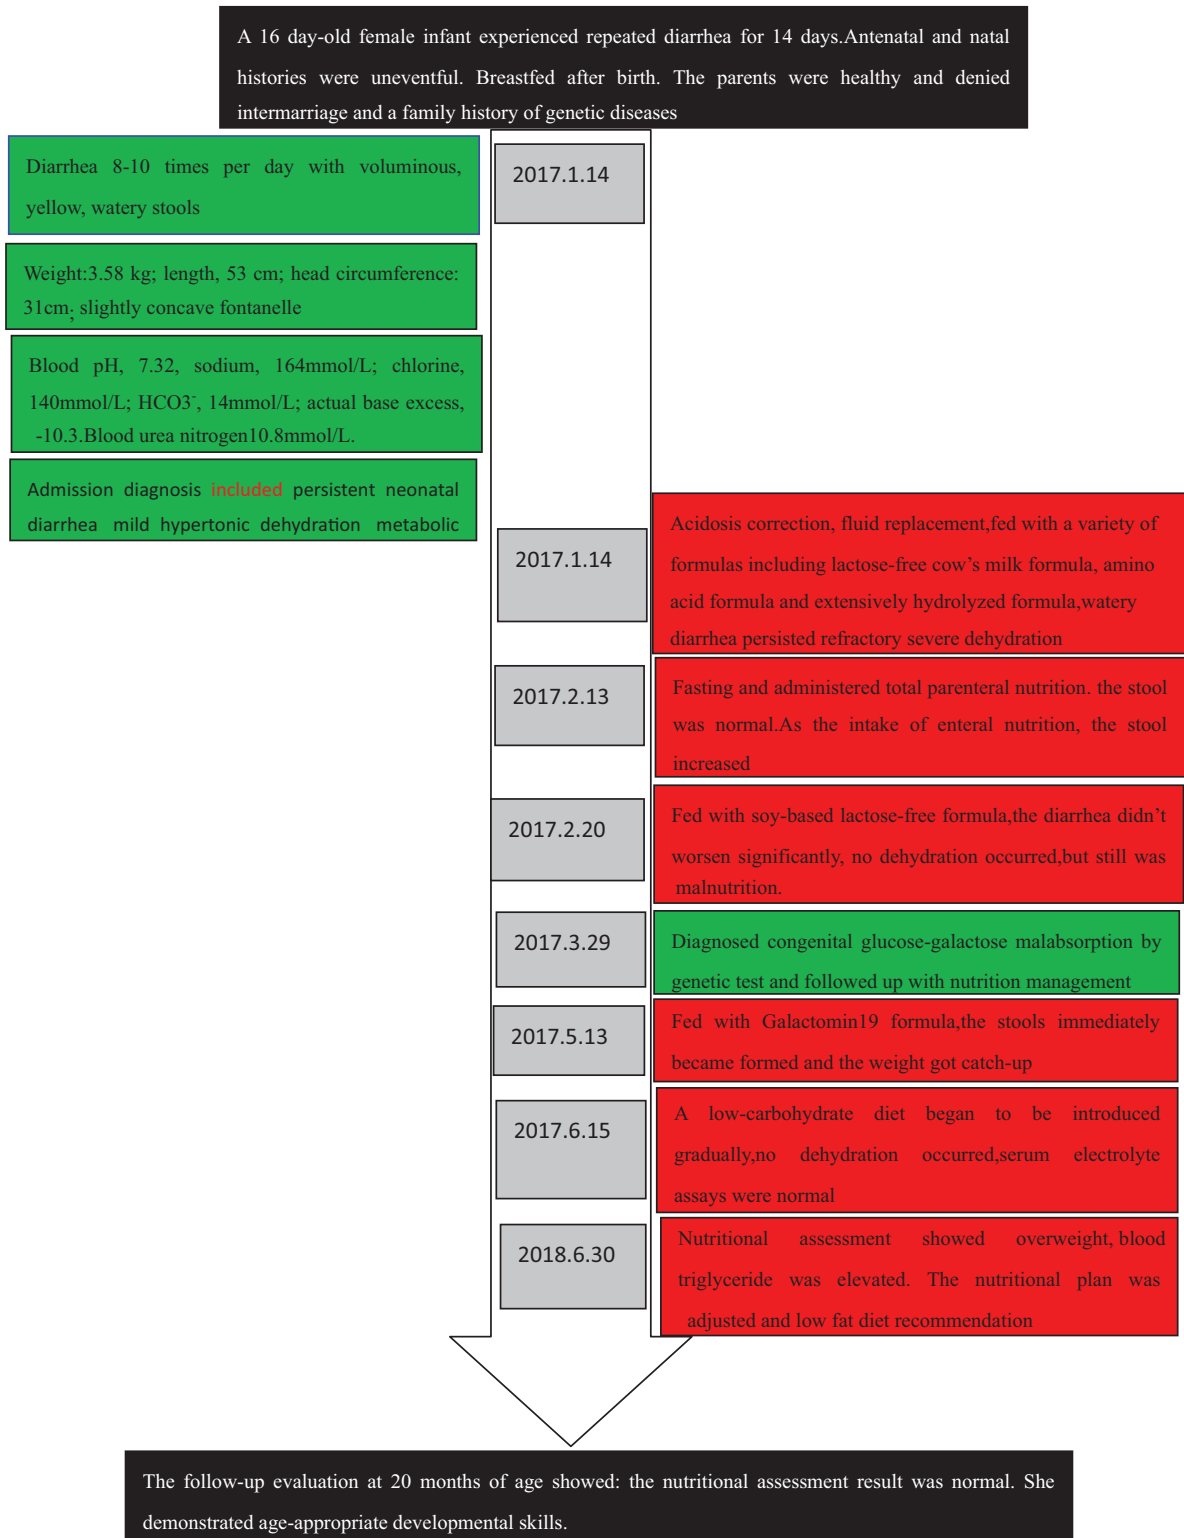 A 16 day-old female infant experienced repeated diarrhea for 14 days.Antenatal and natal
histories were uneventful. Breastfed after birth. The parents were healthy and denied
intermarriage and a family history of genetic diseases
2017.1.14
Diarrhea 8-10 times per day with voluminous,
yellow, watery stools
Weight:3.58 kg; length, 53 cm; head circumference:
31cm; slightly concave fontanelle
Blood pH, 7.32, sodium, 164mmol/L; chlorine,
140mmol/L; HCO3-, 14mmol/L; actual base excess,
-10.3.Blood urea nitrogen10.8mmol/L.
Admission diagnosis included persistent neonatal
diarrhea mild hypertonic dehydration metabolic
2017.1.14
Acidosis correction, fluid replacement,fed with a variety of
formulas including lactose-free cow's milk formula, amino
acid formula and extensively hydrolyzed formula,watery
diarrhea persisted refractory severe dehydration
2017.2.13
Fasting and administered total parenteral nutrition. the stool
was normal.As the intake of enteral nutrition, the stool
increased
2017.2.20
Fed with soy-based lactose-free formula,the diarrhea didn't
worsen significantly, no dehydration occurred,but still was
malnutrition.
2017.3.29
Diagnosed congenital glucose-galactose malabsorption by
genetic test and followed up with nutrition management
2017.5.13
Fed with Galactomin19 formula,the stools immediately
became formed and the weight got catch-up
2017.6.15
A low-carbohydrate diet began to be introduced
gradually,no dehydration occurred,serum electrolyte
assays were normal
2018.6.30
Nutritional assessment showed overweight, blood
triglyceride was elevated. The nutritional plan was
adjusted and low fat diet recommendation
The follow-up evaluation at 20 months of age showed: the nutritional assessment result was normal. She
demonstrated age-appropriate developmental skills.